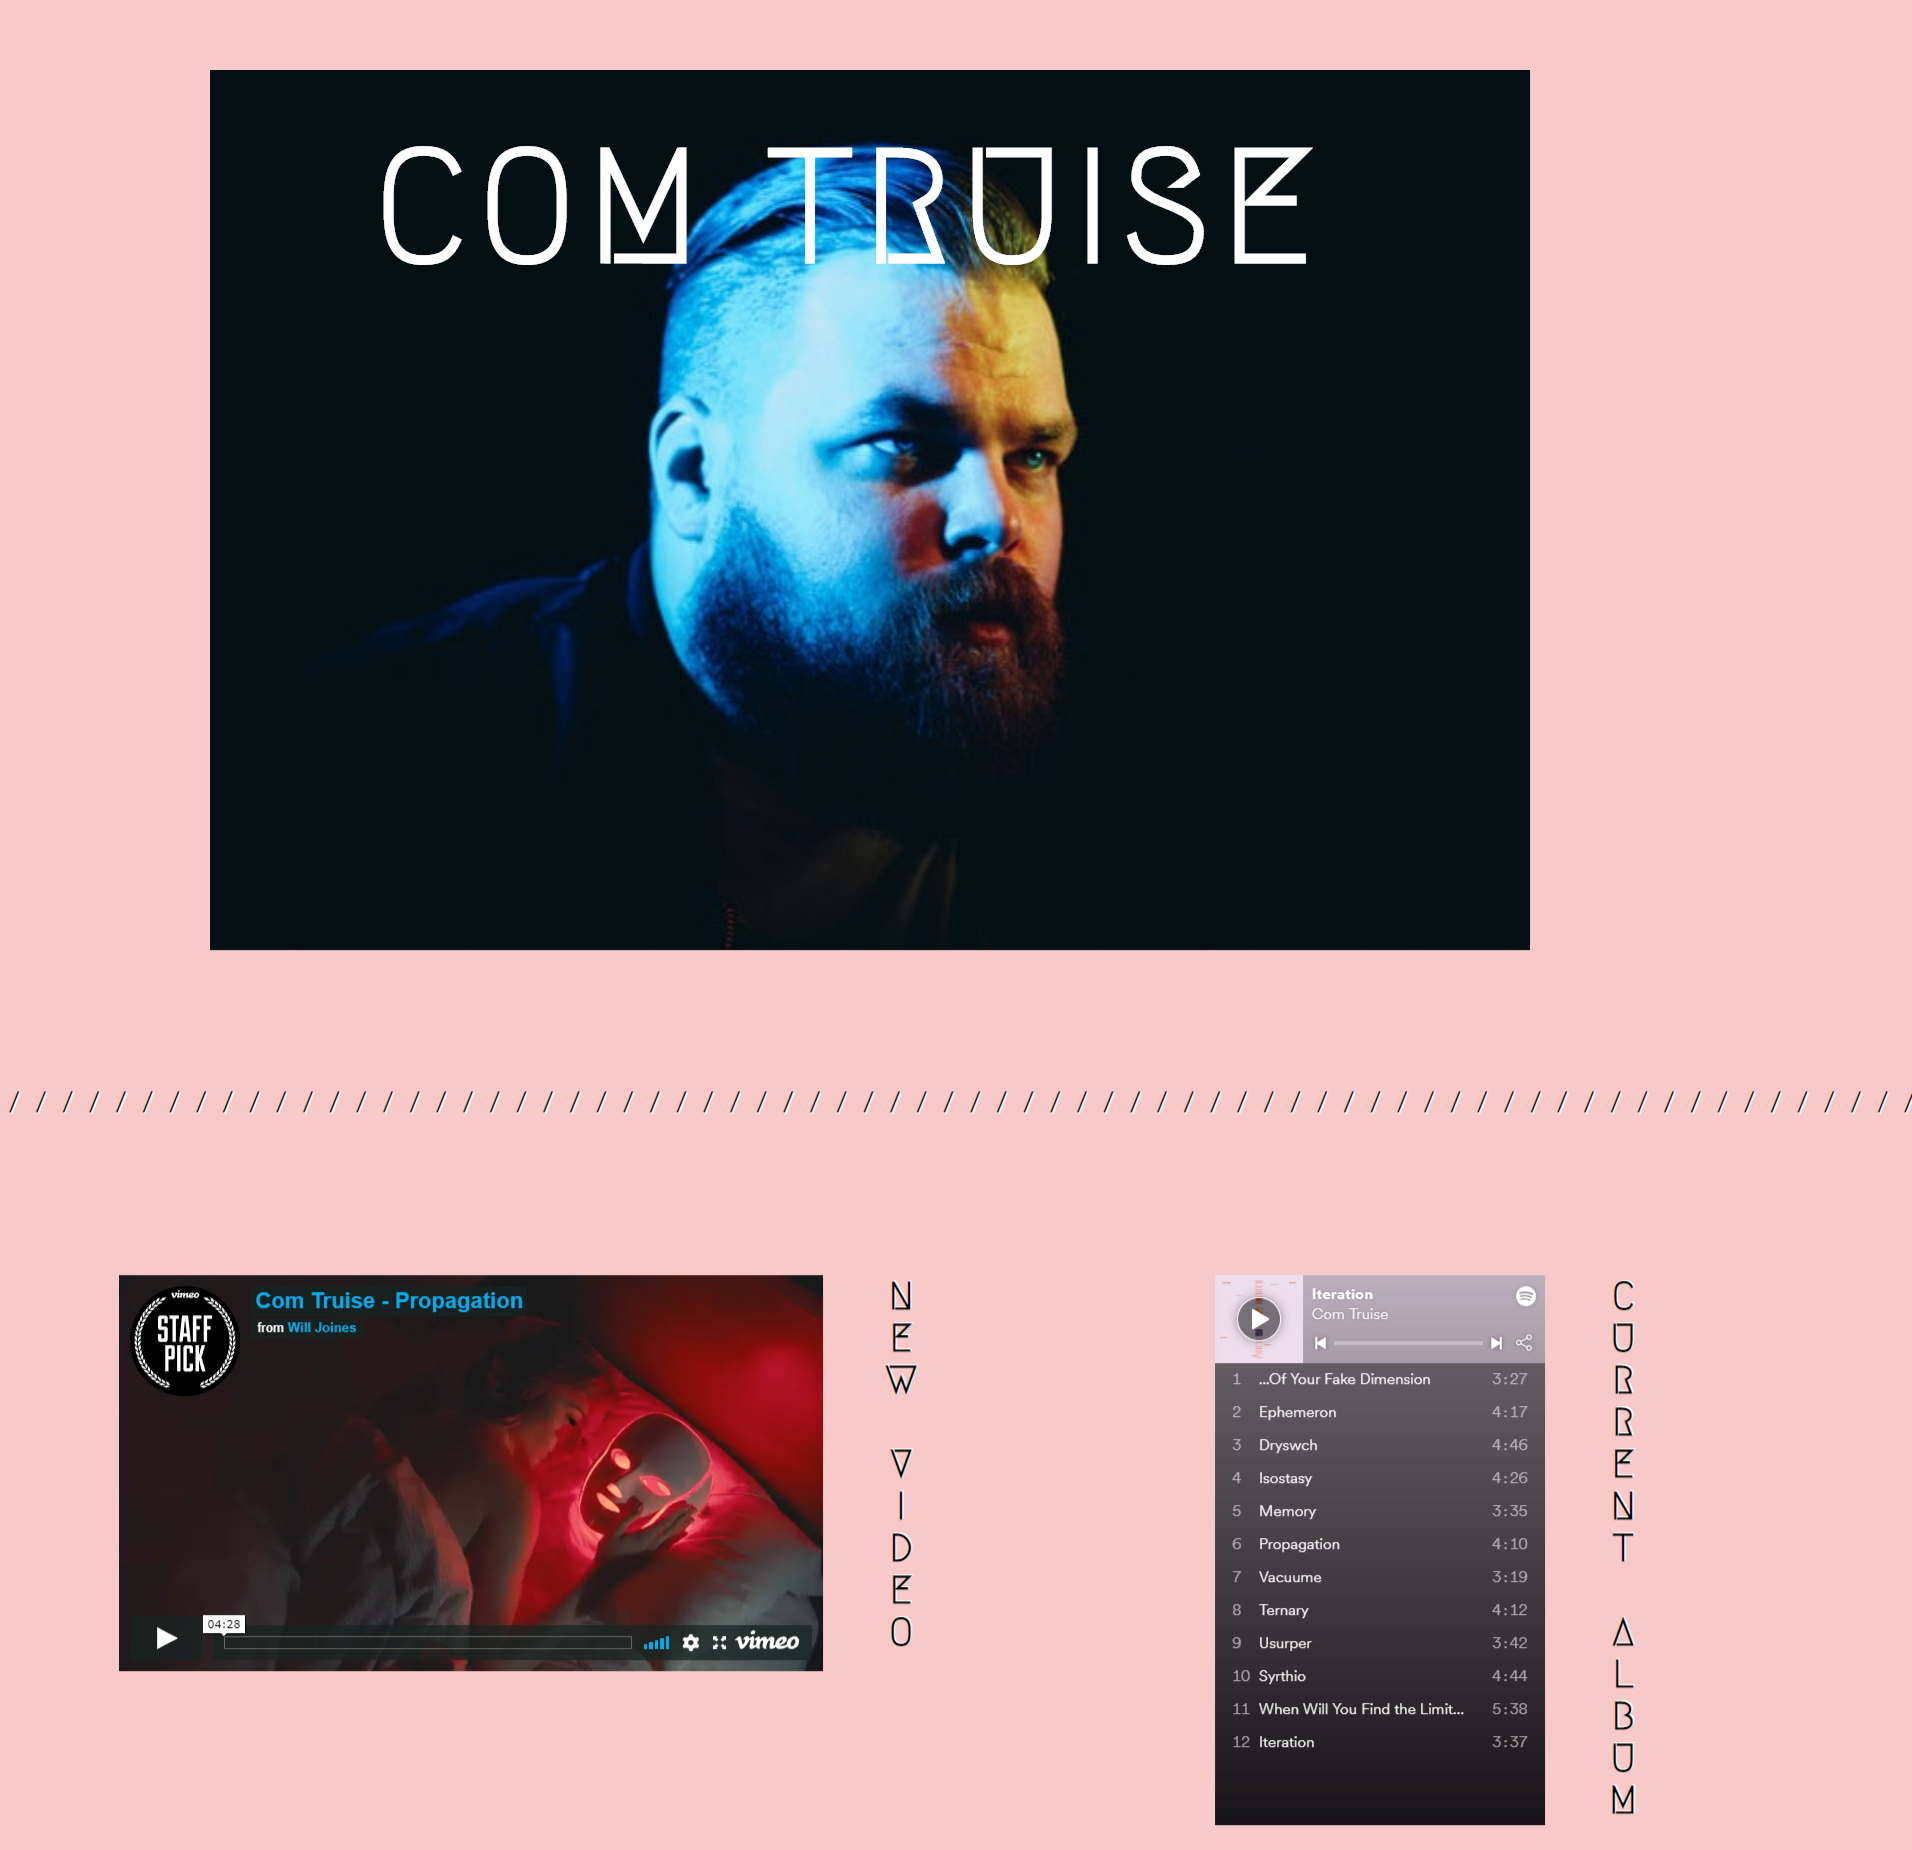 COM TRUISE
/ / / / / / / / / / / / / / / / / / / / / / / / / / / / / / / / / / / / / / / / / / / / / / / / / / / / / / / / / / / / / / / / / / / / / / / /
vimeo
STAFF
PICK
Com Truise - Propagation
from Will Joines
04:28
vimeo
NEW VIDEO
Iteration
Com Truise
1 ...Of Your Fake Dimension 3:27
2 Ephemeron 4:17
3 Dryswch 4:46
4 Isostasy 4:26
5 Memory 3:35
6 Propagation 4:10
7 Vacuume 3:19
8 Ternary 4:12
9 Usurper 3:42
10 Syrthio 4:44
11 When Will You Find the Limit... 5:38
12 Iteration 3:37
CURRENT ALBUM